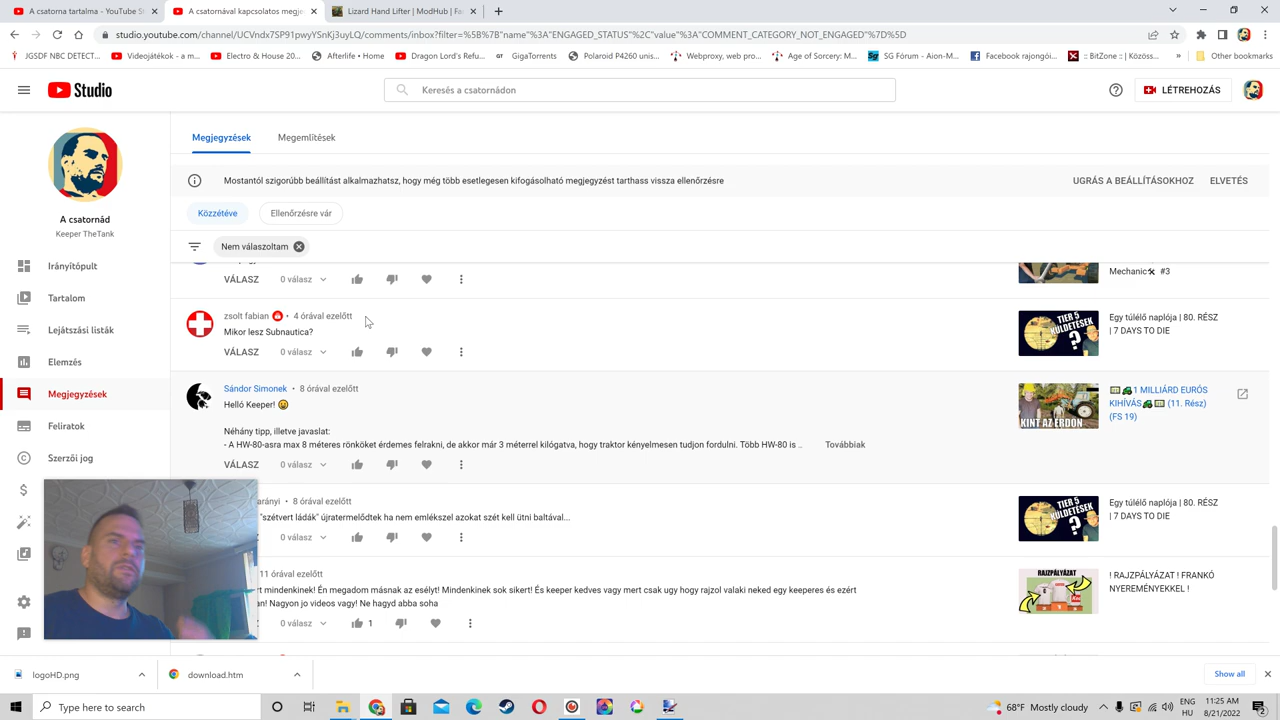 A csatorna tartalma - YouTube St
A csatornával kapcsolatos megje
Lizard Hand Lifter | ModHub | Fa
studio.youtube.com/channel/UCVndx7SP91pwyYSnKj3uyLQ/comments/inbox?filter=%5B%7B"name"%3A"ENGAGED_STATUS"%2C"value"%3A"COMMENT_CATEGORY_NOT_ENGAGED"%7D%5D
JGSDF NBC DETECT...
Videojátékok - a m...
Electro & House 20...
Afterlife • Home
Dragon Lord's Refu...
GT GigaTorrents
Polaroid P4260 unis...
Webproxy, web pro...
Age of Sorcery: M...
SG Fórum - Aion-M...
Facebook rajongói...
:: BitZone :: | Közöss...
»
Other bookmarks
Studio
Keresés a csatornádon
LÉTREHOZÁS
Megjegyzések
Megemlítések
Mostantól szigorúbb beállítást alkalmazhatsz, hogy még több esetlegesen kifogásolható megjegyzést tarthass vissza ellenőrzésre
UGRÁS A BEÁLLÍTÁSOKHOZ
ELVETÉS
Közzétéve
Ellenőrzésre vár
Nem válaszoltam
A csatornád
Keeper TheTank
Irányítópult
Tartalom
Lejátszási listák
Elemzés
Megjegyzések
Feliratok
Szerzői jog
VÁLASZ
0 válasz
Mechanic🛠 #3
zsolt fabian • 4 órával ezelőtt
Mikor lesz Subnautica?
VÁLASZ
0 válasz
TIER 5
KÜLDETÉSEK
?
Egy túlélő naplója | 80. RÉSZ
| 7 DAYS TO DIE
Sándor Simonek • 8 órával ezelőtt
Helló Keeper! 😀
Néhány tipp, illetve javaslat:
- A HW-80-asra max 8 méteres rönköket érdemes felrakni, de akkor már 3 méterrel kilógatva, hogy traktor kényelmesen tudjon fordulni. Több HW-80 is ..
Továbbiak
VÁLASZ
0 válasz
KINT AZ ERDŐN
1 MILLIÁRD EURÓS
KIHÍVÁS (11. Rész)
(FS 19)
arányi • 8 órával ezelőtt
"szétvert ládák" újratermelődtek ha nem emlékszel azokat szét kell ütni baltával...
0 válasz
TIER 5
KÜLDETÉSEK
?
Egy túlélő naplója | 80. RÉSZ
| 7 DAYS TO DIE
11 órával ezelőtt
rt mindenkinek! Én megadom másnak az esélyt! Mindenkinek sok sikert! És keeper kedves vagy mert csak ugy hogy rajzol valaki neked egy keeperes és ezért
an! Nagyon jo videos vagy! Ne hagyd abba soha
0 válasz
1
RAJZPÁLYÁZAT
! RAJZPÁLYÁZAT ! FRANKÓ
NYEREMÉNYEKKEL !
logoHD.png
download.htm
Show all
Type here to search
68°F Mostly cloudy
ENG
HU
11:25 AM
8/21/2022
2